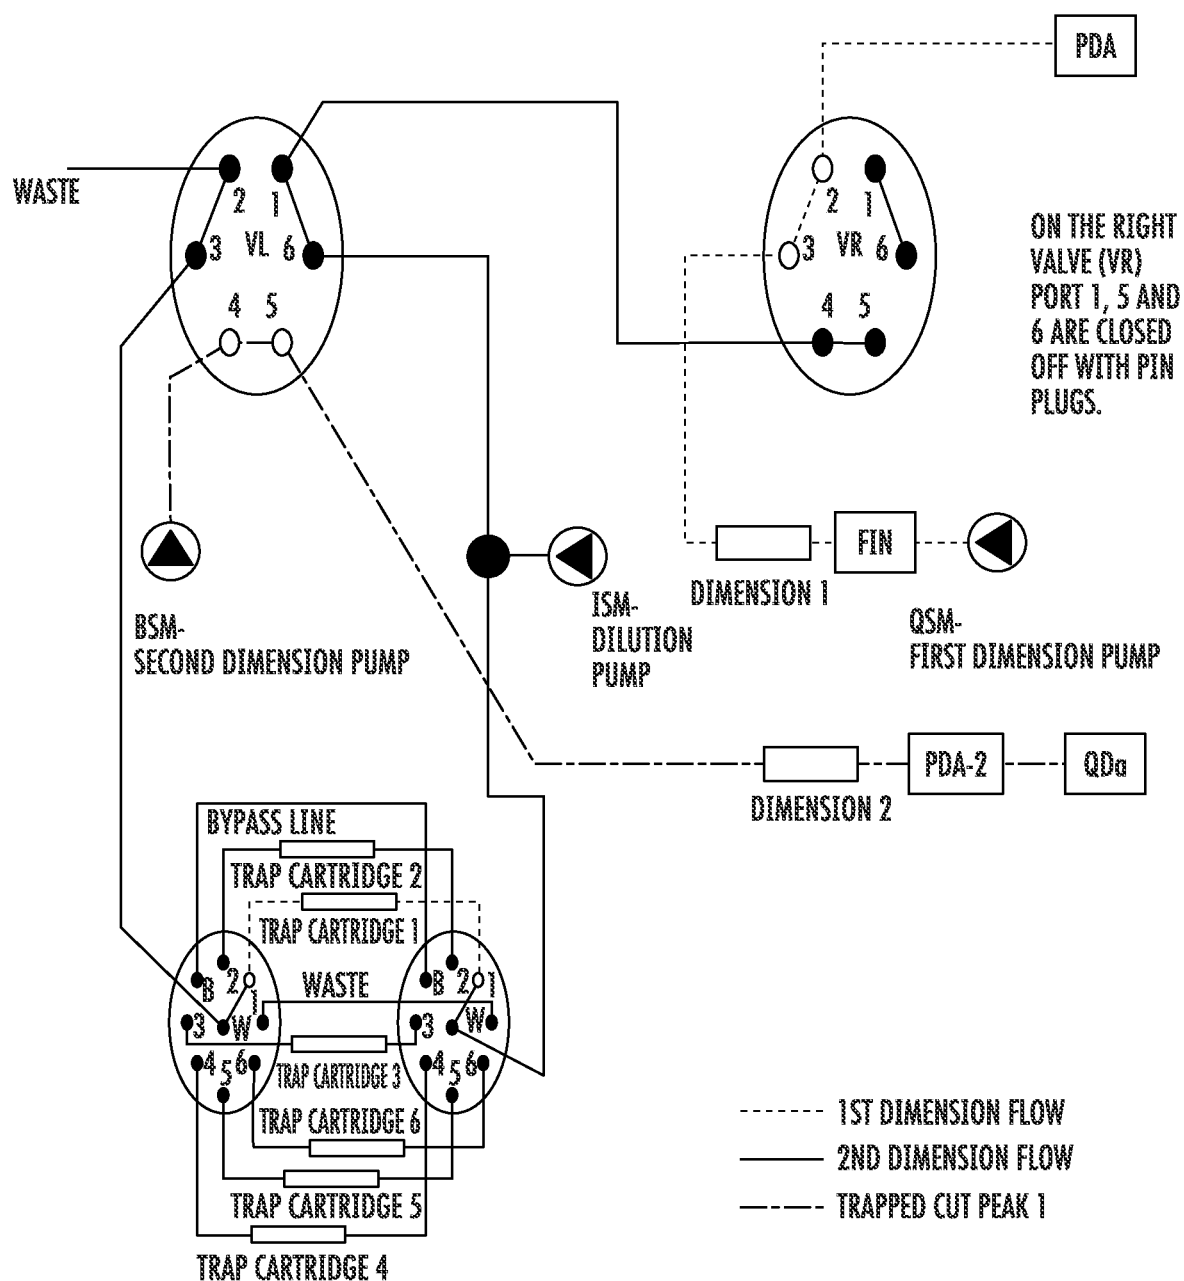 PDA
WASTE
2
1
3
VL
6
4
5
2
1
3
VR
6
4
5
ON THE RIGHT
VALVE (VR)
PORT 1, 5 AND
6 ARE CLOSED
OFF WITH PIN
PLUGS.
FIN
DIMENSION 1
BSM-
SECOND DIMENSION PUMP
ISM-
DILUTION
PUMP
QSM-
FIRST DIMENSION PUMP
PDA-2
QDa
DIMENSION 2
BYPASS LINE
TRAP CARTRIDGE 2
TRAP CARTRIDGE 1
B
2
1
WASTE
B
2
1
3
W
3
W
4
5
6
TRAP CARTRIDGE 3
4
5
6
TRAP CARTRIDGE 6
TRAP CARTRIDGE 5
TRAP CARTRIDGE 4
1ST DIMENSION FLOW
2ND DIMENSION FLOW
TRAPPED CUT PEAK 1